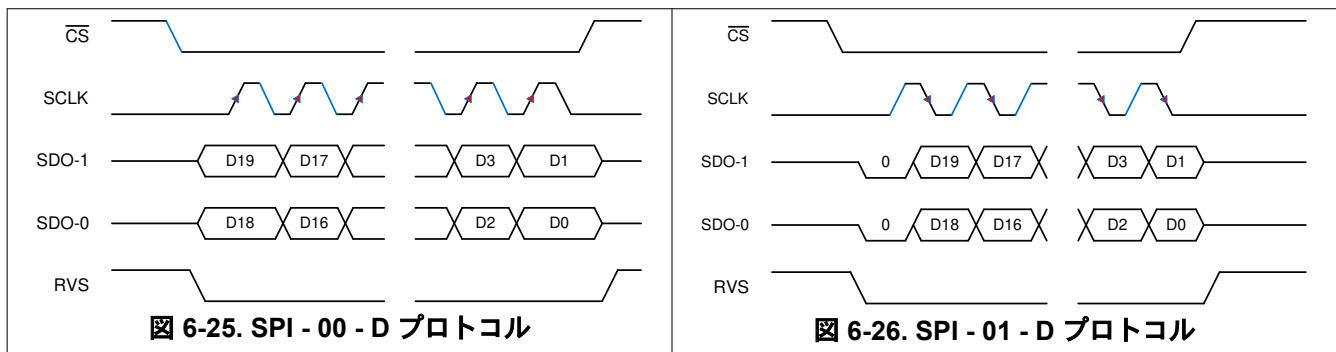 CS
SCLK
SDO-1 D19 D17 D3 D1
SDO-0 D18 D16 D2 D0
RVS
図 6-25. SPI - 00 - D プロトコル
CS
SCLK
SDO-1 0 D19 D17 D3 D1
SDO-0 0 D18 D16 D2 D0
RVS
図 6-26. SPI - 01 - D プロトコル